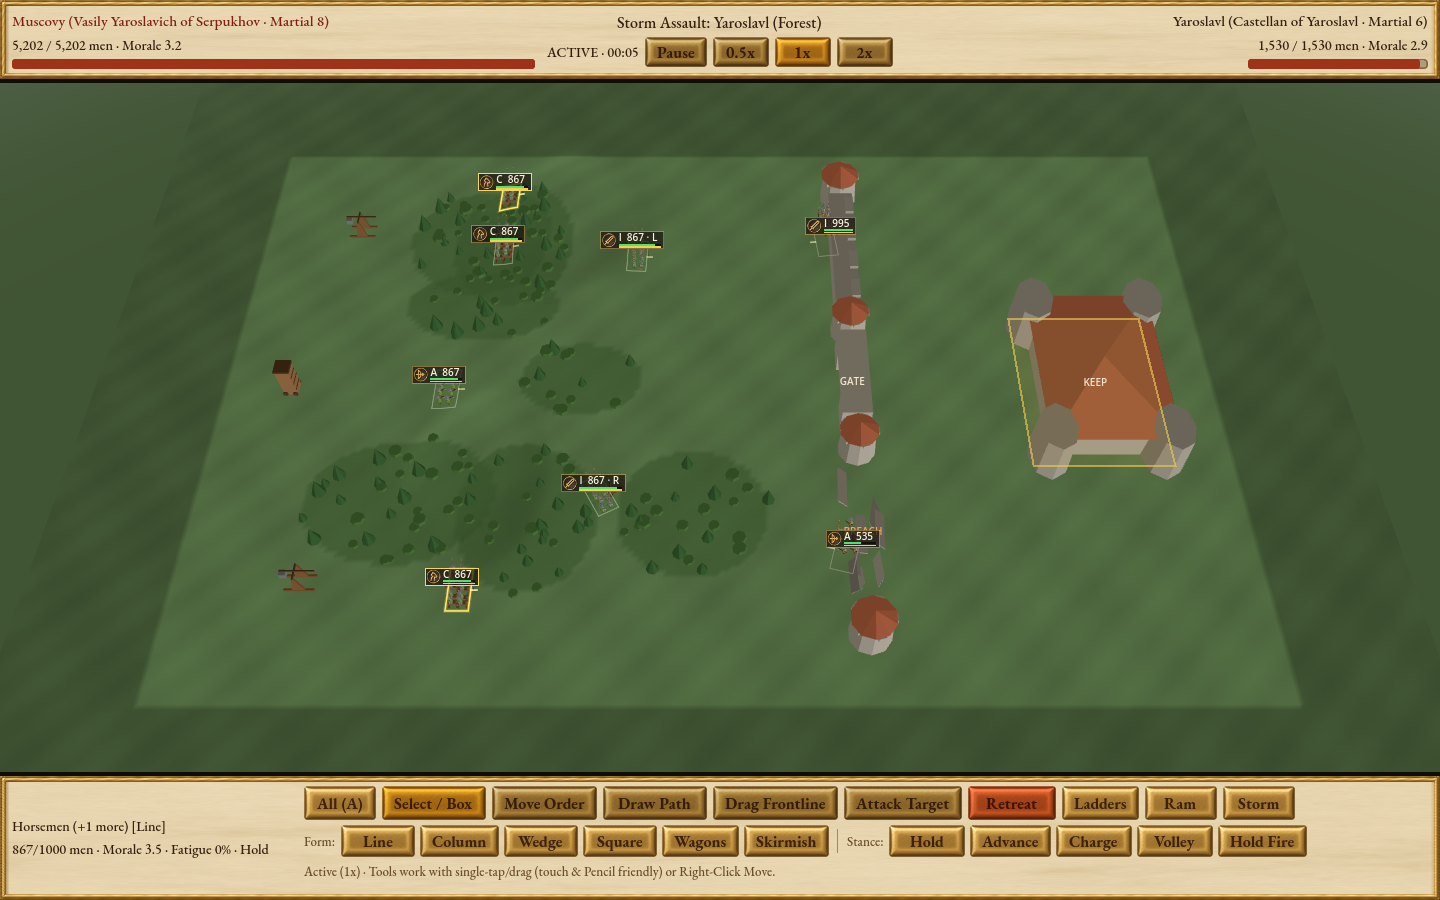 Muscovy (Vasily Yaroslavich of Serpukhov · Martial 8)
5,202 / 5,202 men · Morale 3.2
Storm Assault: Yaroslavl (Forest)
ACTIVE · 00:05
Pause
0.5x
1x
2x
Yaroslavl (Castellan of Yaroslavl · Martial 6)
1,530 / 1,530 men · Morale 2.9
C 867
C 867
I 867 · L
I 995
A 867
GATE
KEEP
I 867 · R
BREACH
A 535
C 867
Horsemen (+1 more) [Line]
867/1000 men · Morale 3.5 · Fatigue 0% · Hold
All (A)
Select / Box
Move Order
Draw Path
Drag Frontline
Attack Target
Retreat
Ladders
Ram
Storm
Form:
Line
Column
Wedge
Square
Wagons
Skirmish
Stance:
Hold
Advance
Charge
Volley
Hold Fire
Active (1x) · Tools work with single-tap/drag (touch & Pencil friendly) or Right-Click Move.